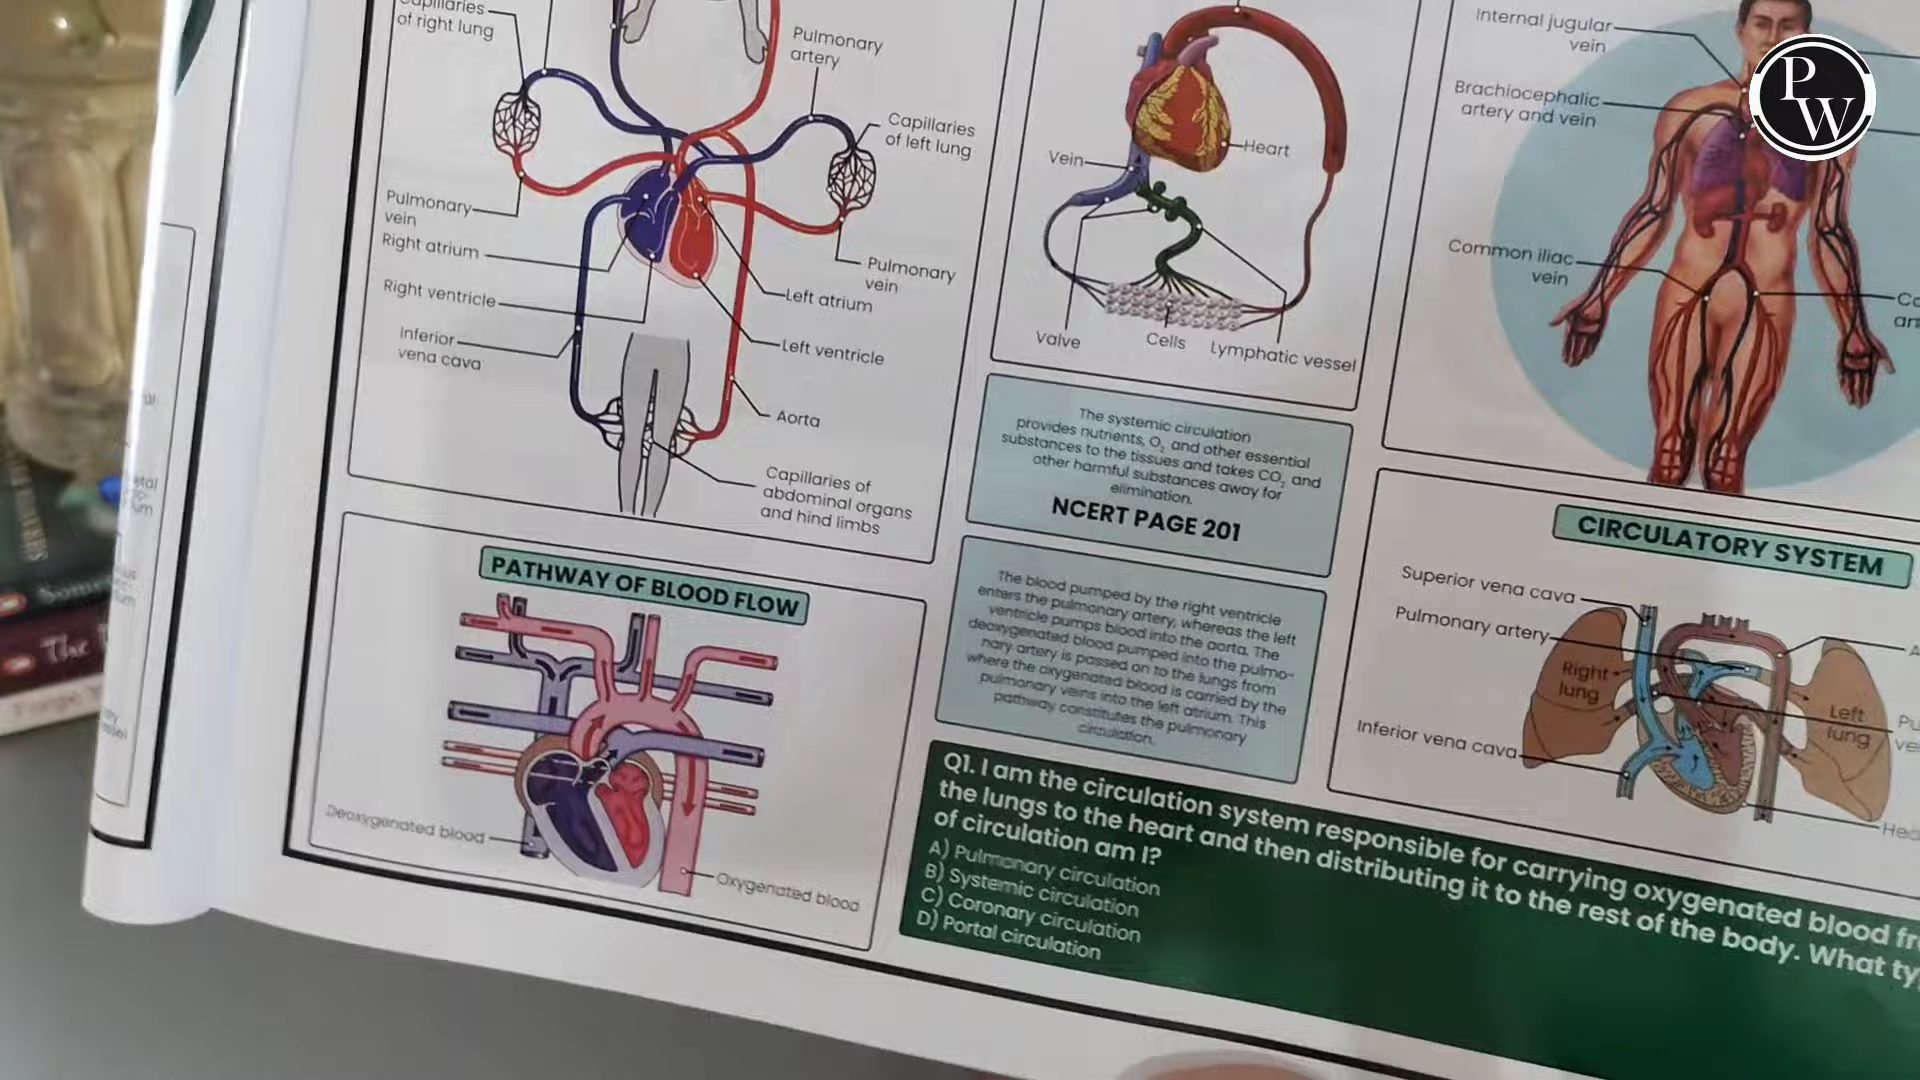 Capillaries
of right lung
Pulmonary
artery
Capillaries
of left lung
Pulmonary
vein
Right atrium
Right ventricle
Inferior
vena cava
Pulmonary
vein
Left atrium
Left ventricle
Aorta
Capillaries of
abdominal organs
and hind limbs
PATHWAY OF BLOOD FLOW
Deoxygenated blood
Oxygenated blood
Heart
Vein
Valve
Cells
Lymphatic vessel
The systemic circulation
provides nutrients, O2 and other essential
substances to the tissues and takes CO2 and
other harmful substances away for
elimination.
NCERT PAGE 201
The blood pumped by the right ventricle
enters the pulmonary artery, whereas the left
ventricle pumps blood into the aorta. The
deoxygenated blood pumped into the pulmo-
nary artery is passed on to the lungs from
where the oxygenated blood is carried by the
pulmonary veins into the left atrium. This
pathway constitutes the pulmonary
circulation.
Q1. I am the circulation system responsible for carrying oxygenated blood fr
the lungs to the heart and then distributing it to the rest of the body. What ty
of circulation am I?
A) Pulmonary circulation
B) Systemic circulation
C) Coronary circulation
D) Portal circulation
Internal jugular
vein
Brachiocephalic
artery and vein
Common iliac
vein
PW
CIRCULATORY SYSTEM
Superior vena cava
Pulmonary artery
Right
lung
Left
lung
Inferior vena cava
The